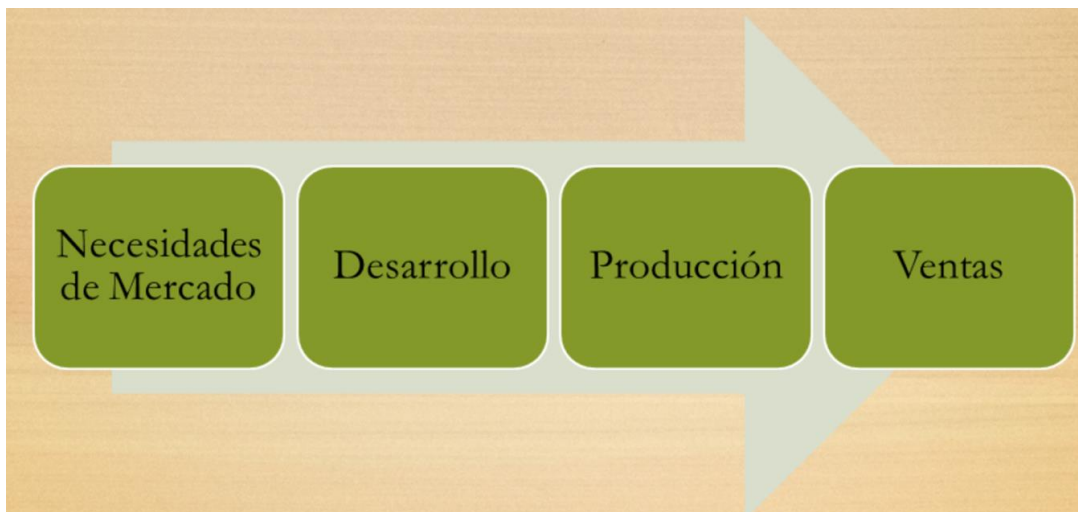 Necesidades
de Mercado
Desarrollo
Producción
Ventas